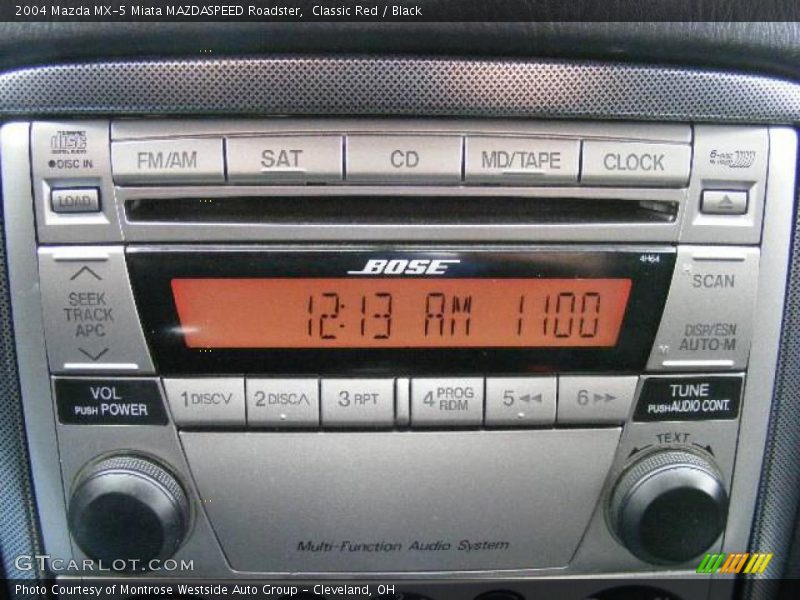 2004 Mazda MX-5 Miata MAZDASPEED Roadster,  Classic Red / Black
disc
DISC IN
LOAD
FM/AM
SAT
CD
MD/TAPE
CLOCK
BOSE
4H64
SEEK
TRACK
APC
12:13 AM 1100
SCAN
DISP/ESN
AUTO-M
VOL
PUSH POWER
1 DISC∨
2 DISC∧
3 RPT
4 PROG
RDM
5 ◀◀
6 ▶▶
TUNE
PUSH AUDIO CONT.
TEXT
Multi-Function Audio System
GTCARLOT.COM
Photo Courtesy of Montrose Westside Auto Group - Cleveland, OH